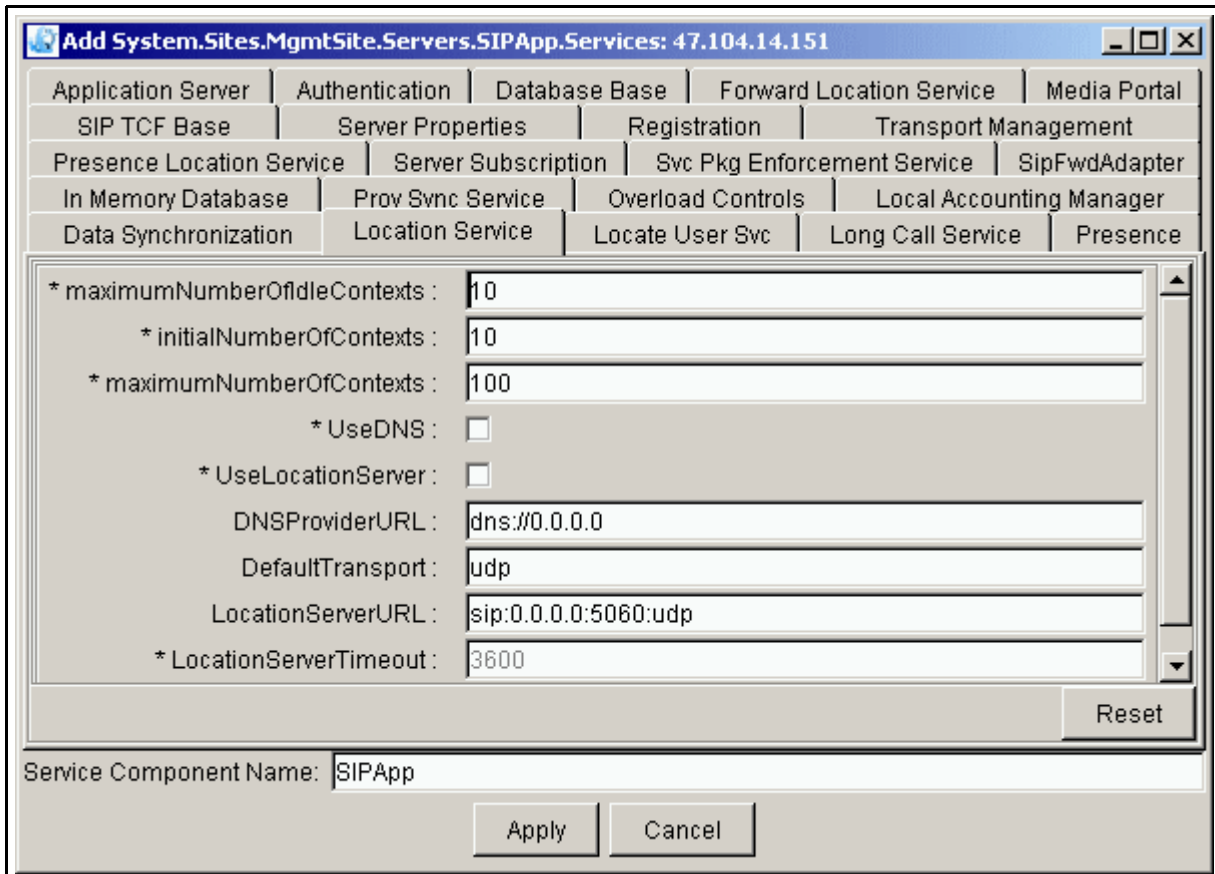 Add System.Sites.MgmtSite.Servers.SIPApp.Services: 47.104.14.151
Application Server Authentication Database Base Forward Location Service Media Portal
SIP TCF Base Server Properties Registration Transport Management
Presence Location Service Server Subscription Svc Pkg Enforcement Service SipFwdAdapter
In Memory Database Prov Sync Service Overload Controls Local Accounting Manager
Data Synchronization Location Service Locate User Svc Long Call Service Presence
* maximumNumberOfIdleContexts : 10
* initialNumberOfContexts : 10
* maximumNumberOfContexts : 100
* UseDNS :
* UseLocationServer :
DNSProviderURL : dns://0.0.0.0
DefaultTransport : udp
LocationServerURL : sip:0.0.0.0:5060:udp
* LocationServerTimeout : 3600
Reset
Service Component Name: SIPApp
Apply Cancel